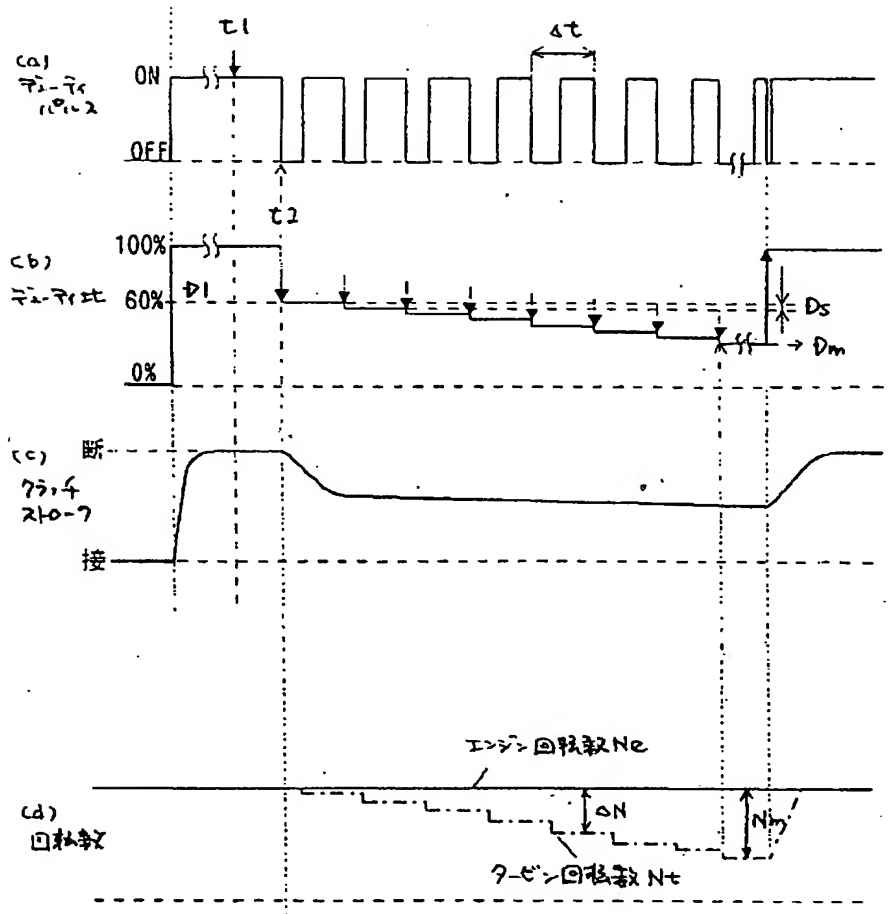 t1
Δt
(a)
デューティ
パルス
ON
OFF
t2
(b)
デューティ比
100%
60%
D1
0%
Ds
Dm
(c)
クラッチ
ストローク
断
接
エンジン回転数Ne
(d)
回転数
ΔN
Nm
タービン回転数Nt